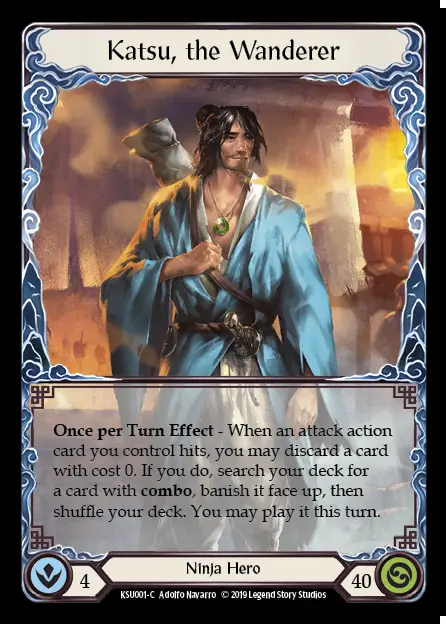 Katsu, the Wanderer
Once per Turn Effect - When an attack action
card you control hits, you may discard a card
with cost 0. If you do, search your deck for
a card with combo, banish it face up, then
shuffle your deck. You may play it this turn.
4
Ninja Hero
40
KSU001-C Adolfo Navarro © 2019 Legend Story Studios